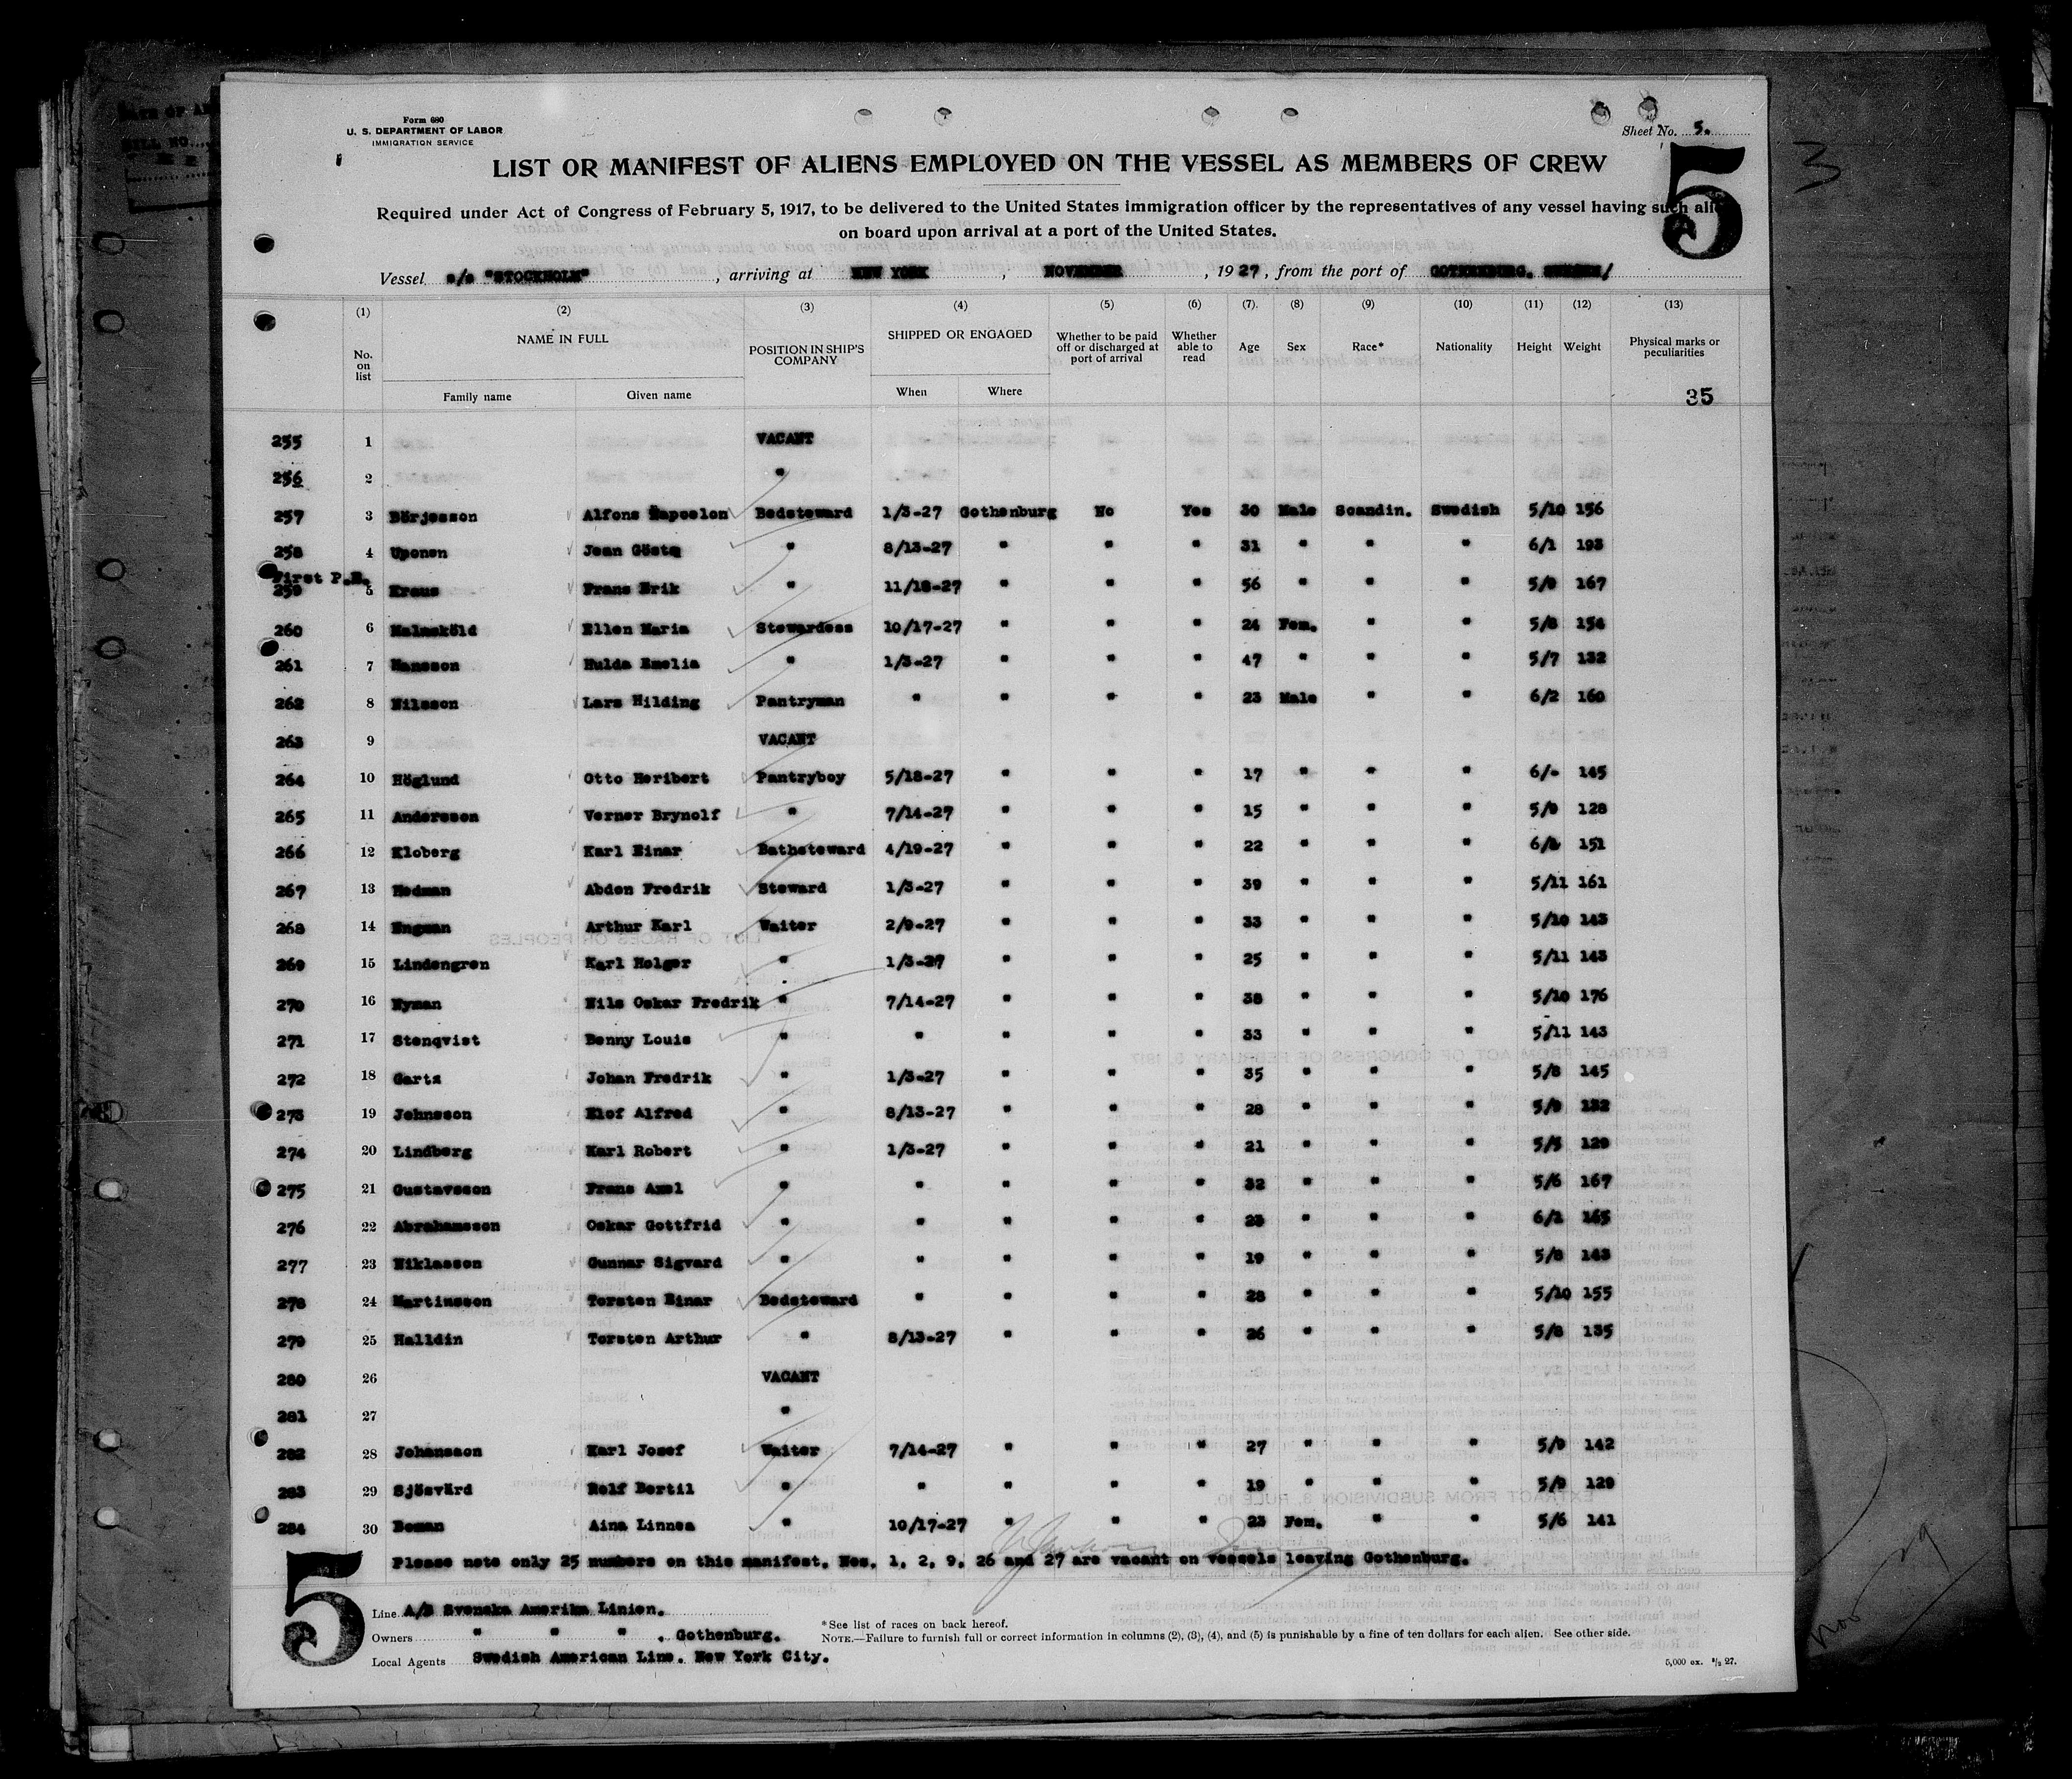 Form 680
U. S. DEPARTMENT OF LABOR
IMMIGRATION SERVICE
Sheet No. 5.
5
LIST OR MANIFEST OF ALIENS EMPLOYED ON THE VESSEL AS MEMBERS OF CREW
Required under Act of Congress of February 5, 1917, to be delivered to the United States immigration officer by the representatives of any vessel having such
on board upon arrival at a port of the United States.
Vessel s/s "STOCKHOLM", arriving at NEW YORK, NOVEMBER, 1927, from the port of GOTHENBURG. SWEDEN/
(1) (2) (3) (4) (5) (6) (7) (8) (9) (10) (11) (12) (13)
No. on list NAME IN FULL POSITION IN SHIP'S COMPANY SHIPPED OR ENGAGED Whether to be paid off or discharged at port of arrival Whether able to read Age Sex Race* Nationality Height Weight Physical marks or peculiarities
Family name Given name When Where 35
255 1 VACANT
256 2 "
257 3 Börjesson Alfons Bedsteward 1/3-27 Gothenburg No Yes 30 Male Scandin. Swedish 5/10 156
258 4 Uponen Jean Gösta " 8/13-27 " " " 31 " " " 6/1 193
First P.M.
259 5 Kraus Frans Erik " 11/18-27 " " " 56 " " " 5/9 167
260 6 Malmsköld Ellen Maria Stewardess 10/17-27 " " " 24 Fem. " " 5/8 154
261 7 Mansson Hulda Emelia " 1/3-27 " " " 47 " " " 5/7 132
262 8 Nilsson Lars Hilding Pantryman " " " " 23 Male " " 6/2 160
263 9 VACANT
264 10 Höglund Otto Heribert Pantryboy 5/18-27 " " " 17 " " " 6/- 145
265 11 Andersson Verner Brynolf " 7/14-27 " " " 15 " " " 5/9 128
266 12 Kloberg Karl Einar Bathsteward 4/19-27 " " " 22 " " " 151
267 13 Hedman Abden Fredrik Steward 1/3-27 " " " 39 " " " 5/11 161
268 14 Engman Arthur Karl Waiter 2/9-27 " " " 33 " " " 5/10 143
269 15 Lindengren Karl Holger " 1/3-27 " " " 25 " " " 5/11 143
270 16 Nyman Nils Oskar Fredrik " 7/14-27 " " " 38 " " " 5/10 176
271 17 Stenqvist Benny Louis " " " " " 33 " " " 5/11 143
272 18 Gartz Johan Fredrik " 1/3-27 " " " 35 " " " 5/8 145
273 19 Johnsson Elof Alfred " 8/13-27 " " " 28 " " " 5/9 132
274 20 Lindberg Karl Robert " 1/3-27 " " " 21 " " " 5/5 129
275 21 Gustavsson Frans Axel " " " " " 32 " " " 5/6 167
276 22 Abrahamsson Oskar Gottfrid " " " " " 23 " " " 6/1 165
277 23 Niklasson Gunnar Sigvard " " " " " 19 " " " 5/8 143
278 24 Martinsson Torsten Einar Bedsteward " " " " 28 " " " 5/10 155
279 25 Halldin Torsten Arthur " 8/13-27 " " " 26 " " " 5/8 135
280 26 VACANT
281 27 "
282 28 Johansson Karl Josef Waiter 7/14-27 " " " 27 " " " 5/9 142
283 29 Sjösvärd Rolf Bertil " " " " " 19 " " " 5/9 129
284 30 Boman Aina Linnea " 10/17-27 " " " 23 Fem. " " 5/6 141
Please note only 25 numbers on this manifest. Nos. 1, 2, 9, 26 and 27 are vacant on vessels leaving Gothenburg.
5
Line A/B Svenska Amerika Linien.
Owners " " " . Gothenburg.
Local Agents Swedish American Line. New York City.
*See list of races on back hereof.
NOTE.—Failure to furnish full or correct information in columns (2), (3), (4), and (5) is punishable by a fine of ten dollars for each alien. See other side.
5,000 ex. 27.